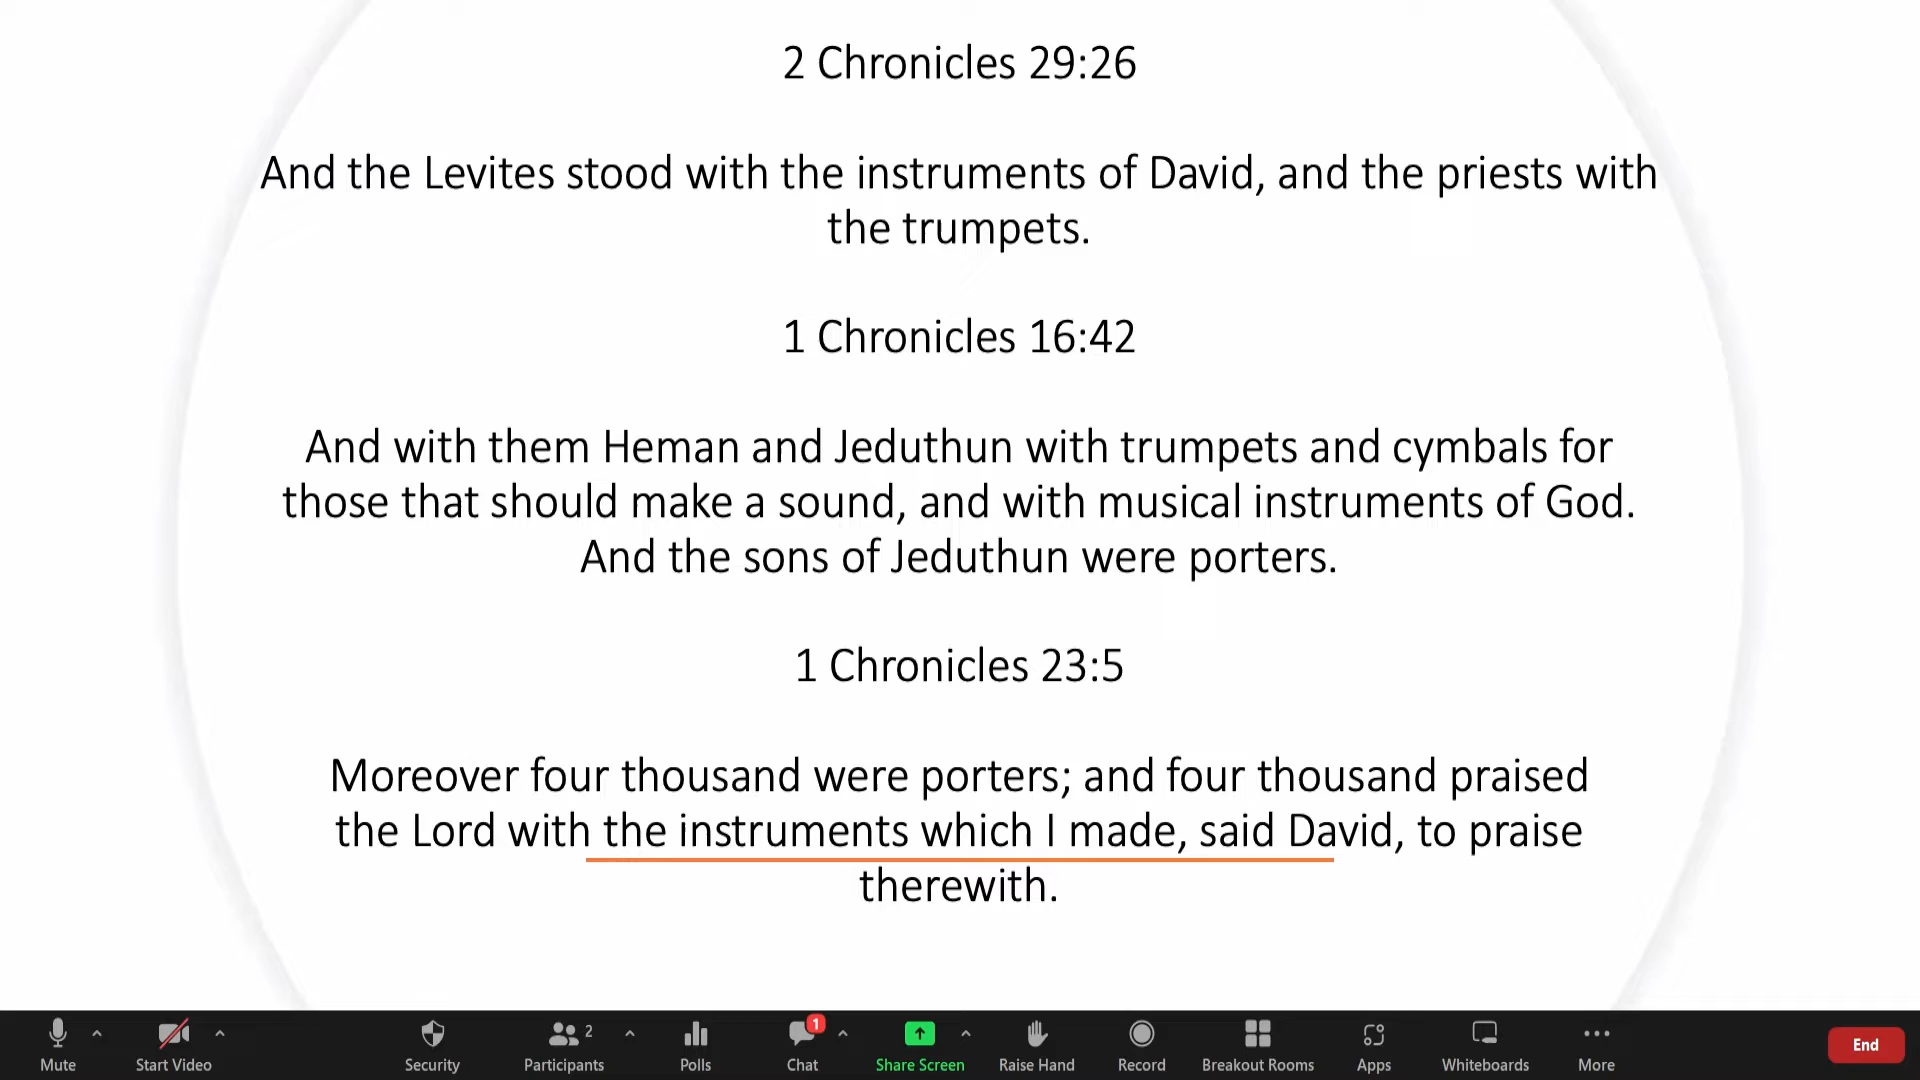 2 Chronicles 29:26
And the Levites stood with the instruments of David, and the priests with
the trumpets.
1 Chronicles 16:42
And with them Heman and Jeduthun with trumpets and cymbals for
those that should make a sound, and with musical instruments of God.
And the sons of Jeduthun were porters.
1 Chronicles 23:5
Moreover four thousand were porters; and four thousand praised
the Lord with the instruments which I made, said David, to praise
therewith.
Mute
Start Video
Security
Participants 2
Polls
Chat 1
Share Screen
Raise Hand
Record
Breakout Rooms
Apps
Whiteboards
More
End